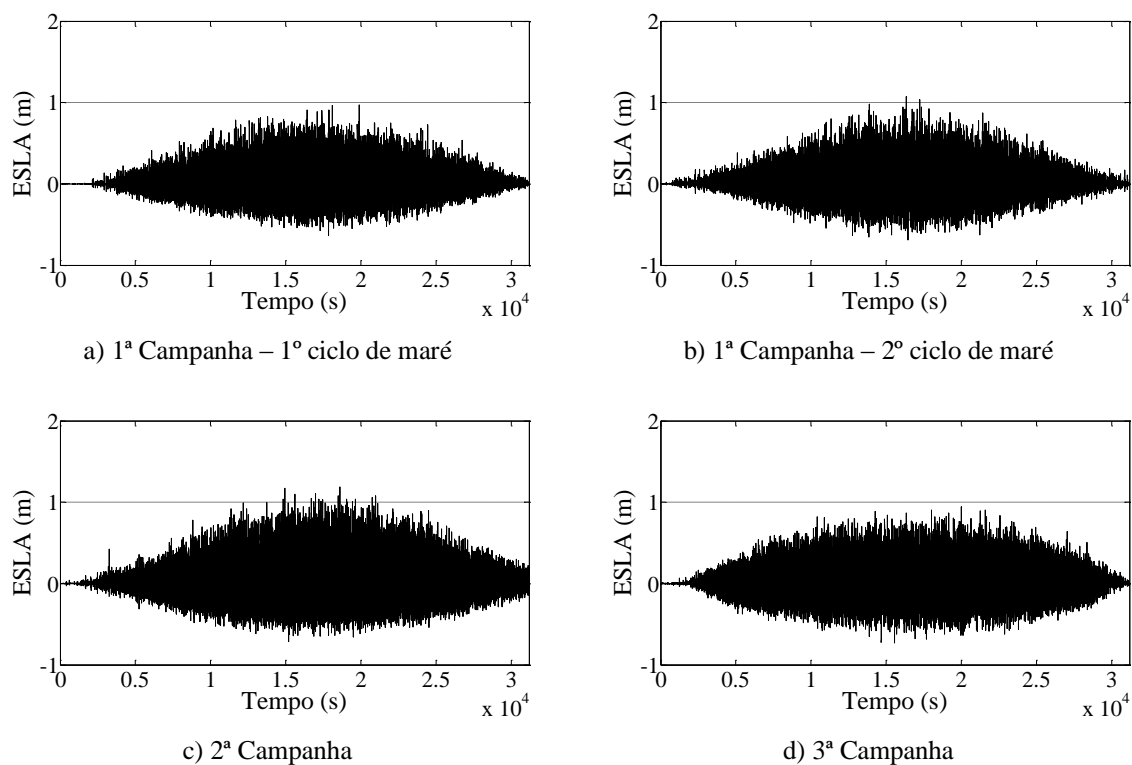 2
1
0
-1
ESLA (m)
0 0.5 1 1.5 2 2.5 3
Tempo (s)
x 10^4
a) 1ª Campanha – 1º ciclo de maré
2
1
0
-1
ESLA (m)
0 0.5 1 1.5 2 2.5 3
Tempo (s)
x 10^4
b) 1ª Campanha – 2º ciclo de maré
2
1
0
-1
ESLA (m)
0 0.5 1 1.5 2 2.5 3
Tempo (s)
x 10^4
c) 2ª Campanha
2
1
0
-1
ESLA (m)
0 0.5 1 1.5 2 2.5 3
Tempo (s)
x 10^4
d) 3ª Campanha